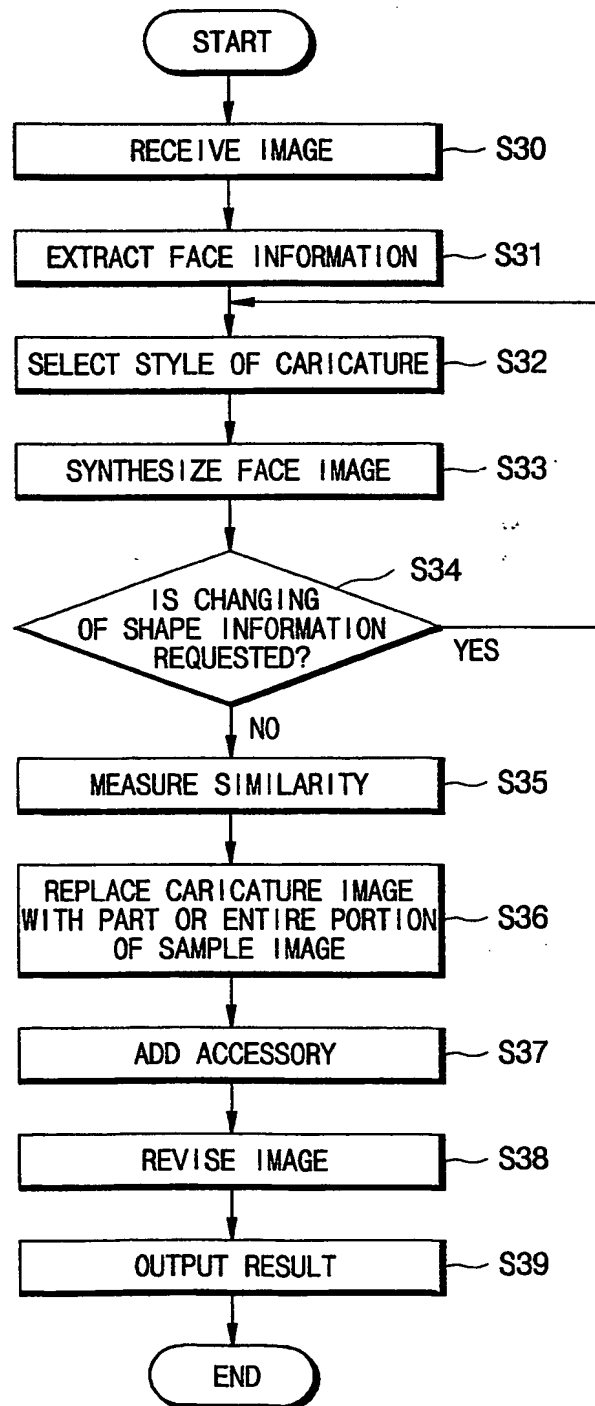 START
RECEIVE IMAGE
S30
EXTRACT FACE INFORMATION
S31
SELECT STYLE OF CARICATURE
S32
SYNTHESIZE FACE IMAGE
S33
S34
IS CHANGING
OF SHAPE INFORMATION
REQUESTED?
YES
NO
MEASURE SIMILARITY
S35
REPLACE CARICATURE IMAGE
WITH PART OR ENTIRE PORTION
OF SAMPLE IMAGE
S36
ADD ACCESSORY
S37
REVISE IMAGE
S38
OUTPUT RESULT
S39
END